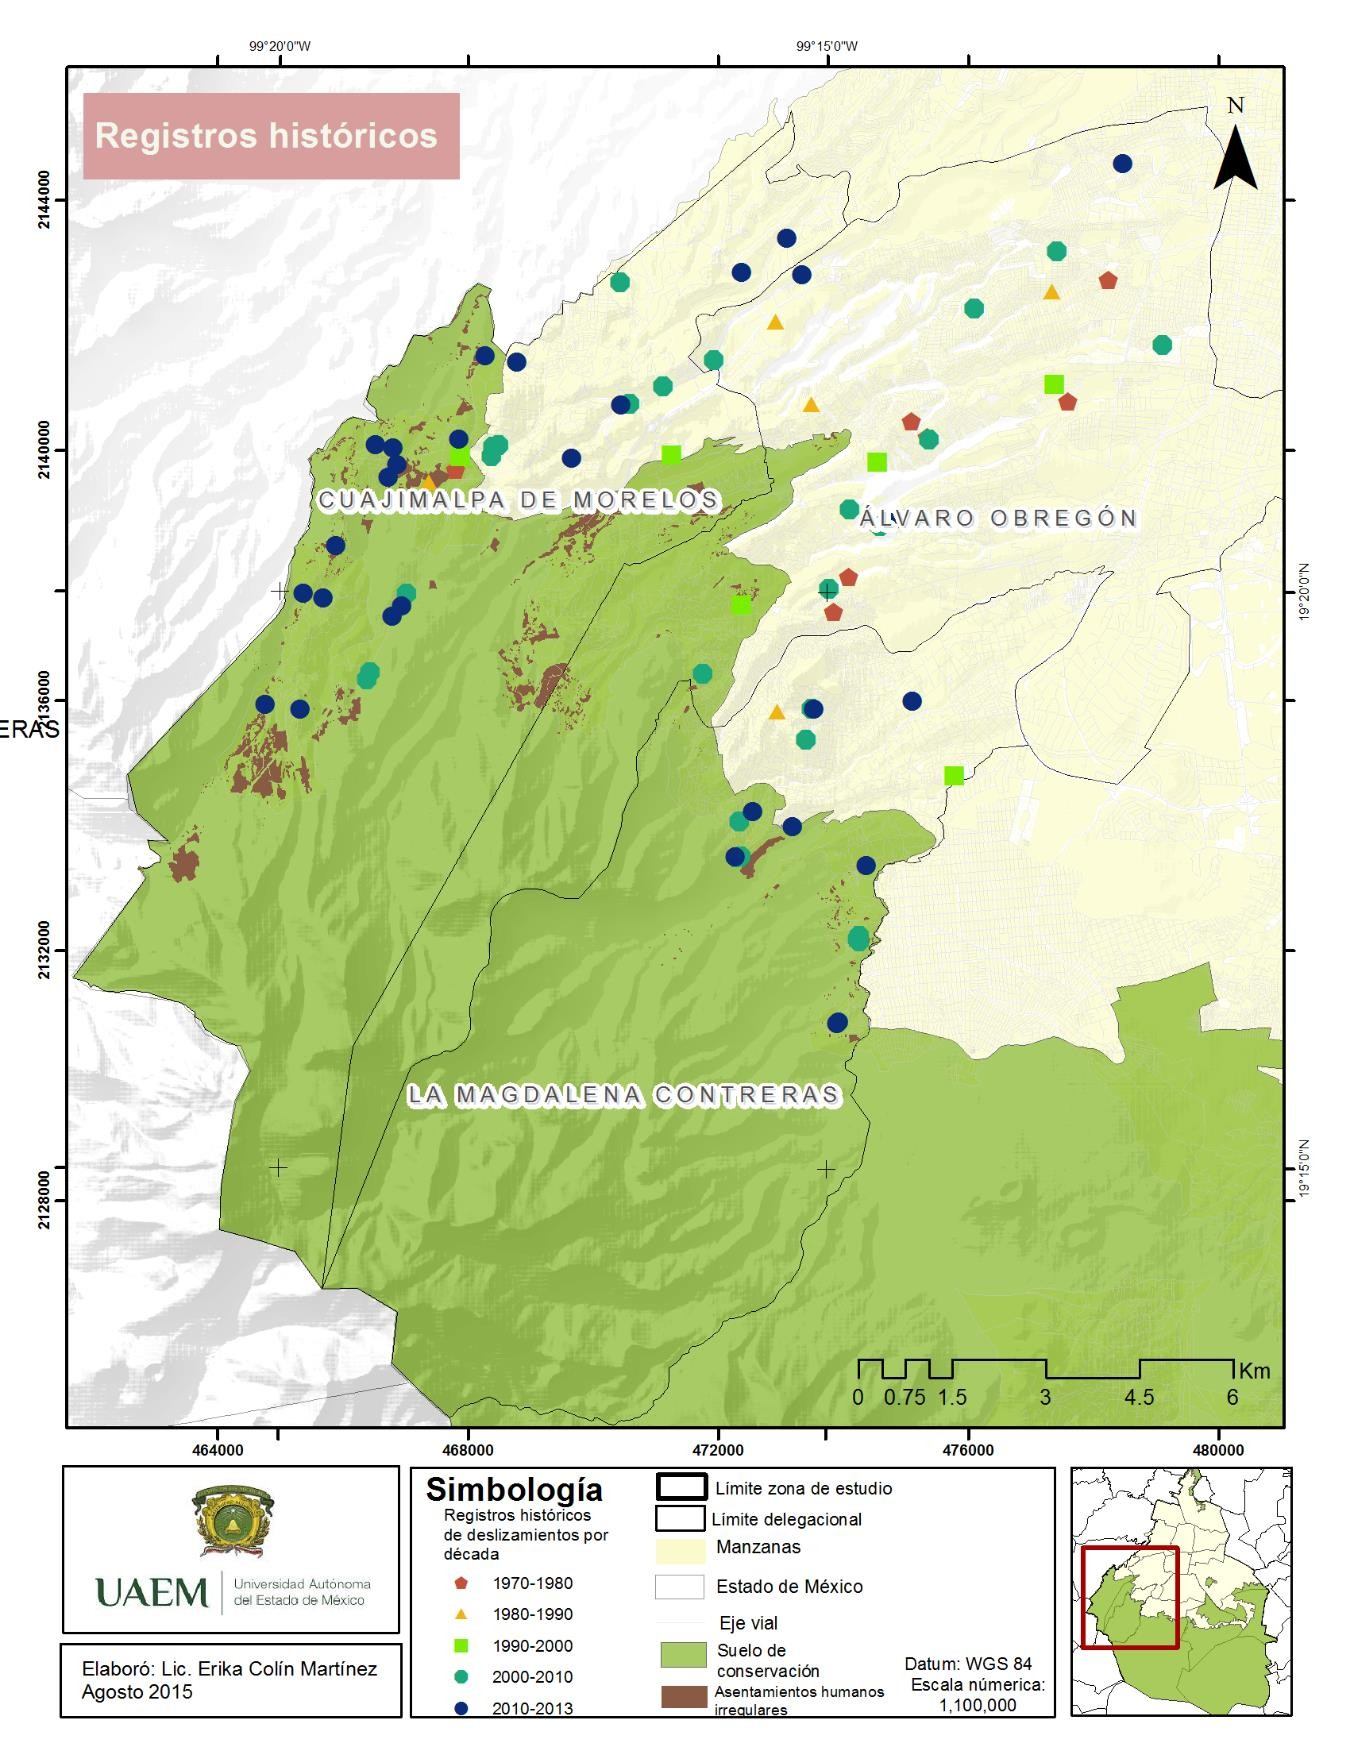 99°20'0"W
99°15'0"W
Registros históricos
N
2144000
2140000
2136000
2132000
2128000
19°20'0"N
19°15'0"N
CUAJIMALPA DE MORELOS
ÁLVARO OBREGÓN
ERAS
LA MAGDALENA CONTRERAS
Km
0 0.75 1.5 3 4.5 6
464000 468000 472000 476000 480000
UAEM
Universidad Autónoma
del Estado de México
Elaboró: Lic. Erika Colín Martínez
Agosto 2015
Simbología
Registros históricos
de deslizamientos por
década
1970-1980
1980-1990
1990-2000
2000-2010
2010-2013
Límite zona de estudio
Límite delegacional
Manzanas
Estado de México
Eje vial
Suelo de
conservación
Asentamientos humanos
irregulares
Datum: WGS 84
Escala númerica:
1,100,000